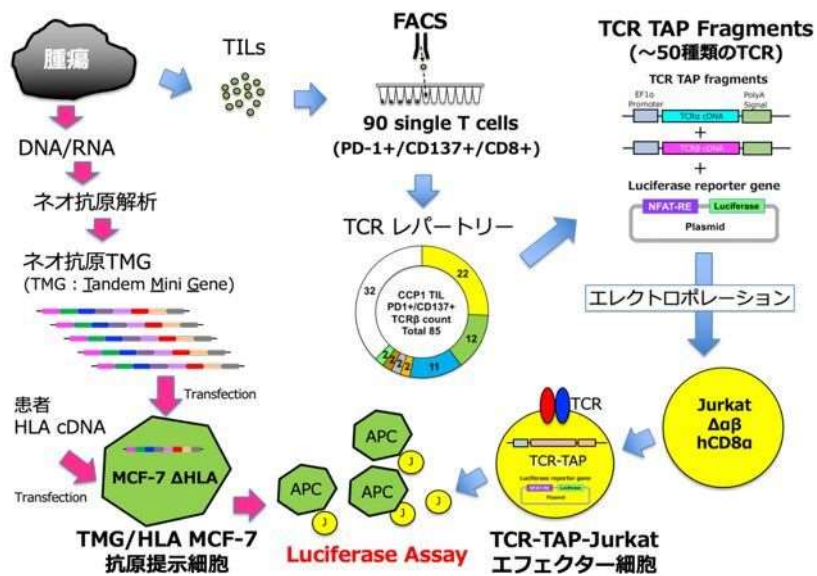 腫瘍
TILs
FACS
90 single T cells
(PD-1+/CD137+/CD8+)
TCR TAP Fragments
(～50種類のTCR)
TCR TAP fragments
EF1α
Promoter
TCRα cDNA
PolyA
Signal
+
TCRβ cDNA
+
Luciferase reporter gene
NFAT-RE
Luciferase
Plasmid
DNA/RNA
ネオ抗原解析
ネオ抗原TMG
(TMG：Tandem Mini Gene)
TCR レパートリー
32
22
12
11
2
2
2
2
CCP1 TIL
PD1+/CD137+
TCRβ count
Total 85
エレクトロポレーション
Transfection
患者
HLA cDNA
Transfection
MCF-7 ΔHLA
TMG/HLA MCF-7
抗原提示細胞
APC
J
APC
J
APC
J
J
Luciferase Assay
TCR
TCR-TAP
Luciferase reporter gene
NFAT-RE
Luciferase
Plasmid
TCR-TAP-Jurkat
エフェクター細胞
Jurkat
Δαβ
hCD8α